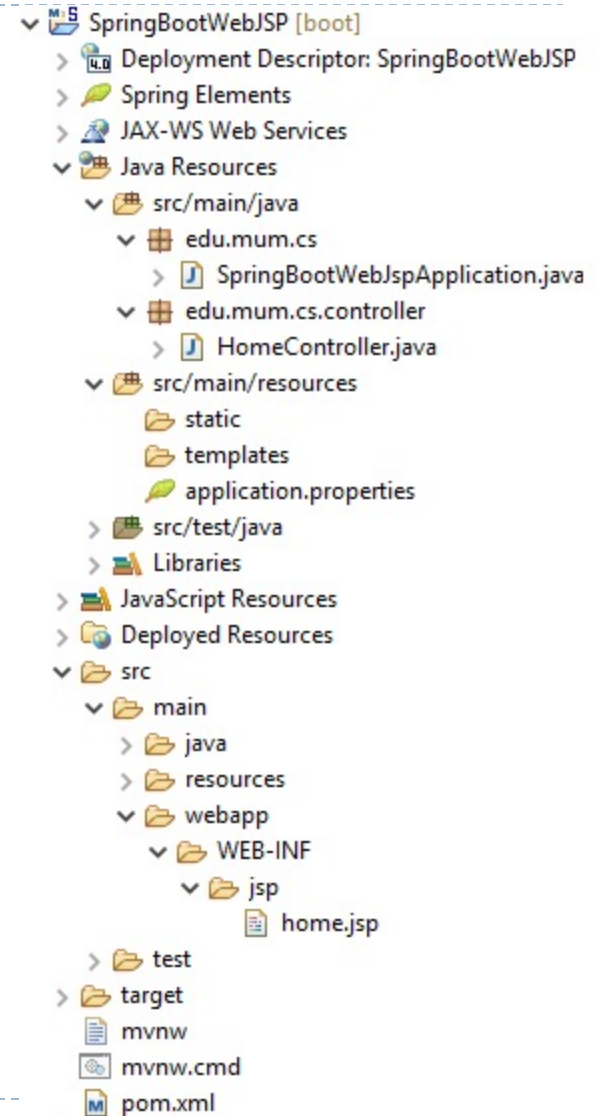 SpringBootWebJSP [boot]
Deployment Descriptor: SpringBootWebJSP
Spring Elements
JAX-WS Web Services
Java Resources
src/main/java
edu.mum.cs
SpringBootWebJspApplication.java
edu.mum.cs.controller
HomeController.java
src/main/resources
static
templates
application.properties
src/test/java
Libraries
JavaScript Resources
Deployed Resources
src
main
java
resources
webapp
WEB-INF
jsp
home.jsp
test
target
mvnw
mvnw.cmd
pom.xml